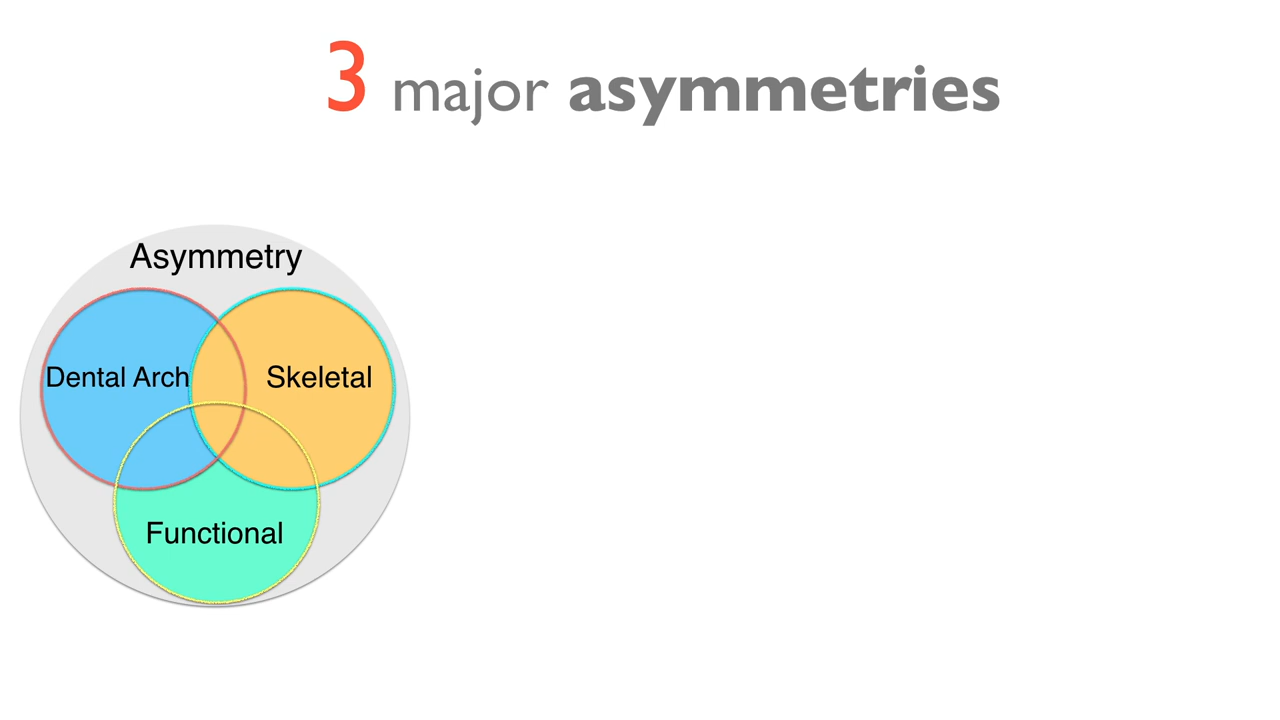 3 major asymmetries
Asymmetry
Dental Arch
Skeletal
Functional